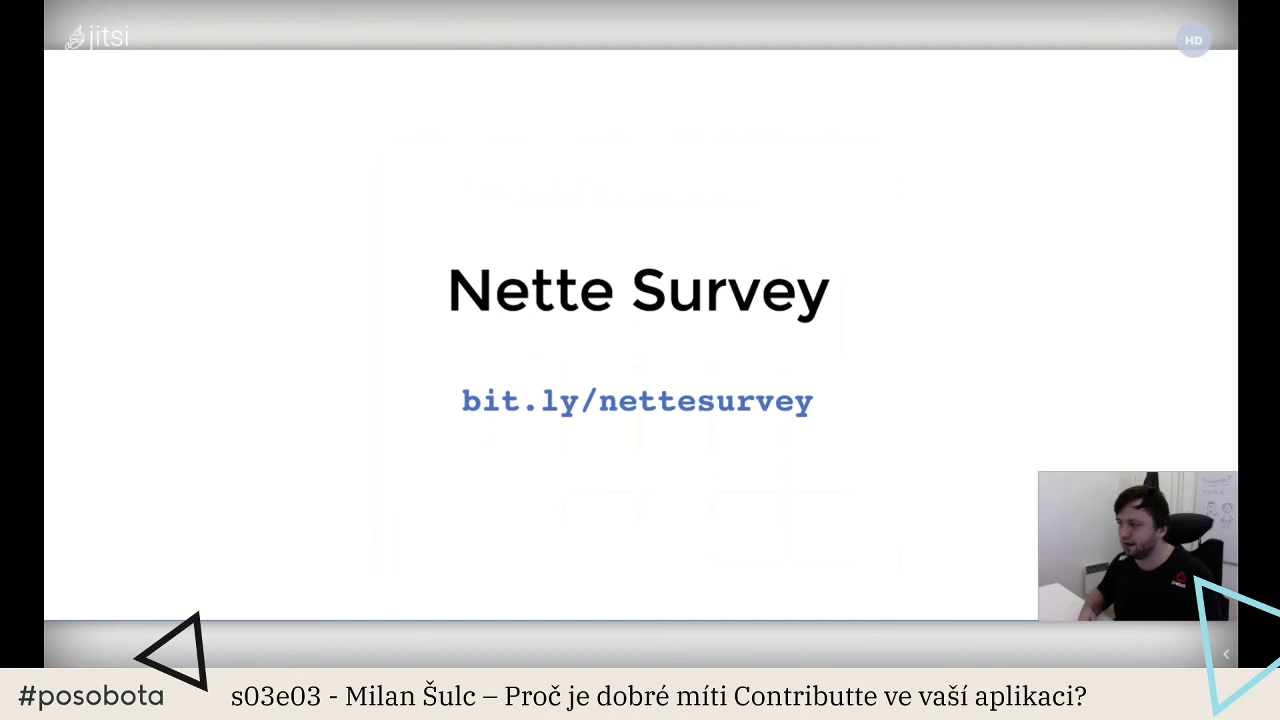 jitsi
HD
Nette Survey
bit.ly/nettesurvey
#posobota
s03e03 - Milan Šulc – Proč je dobré míti Contributte ve vaší aplikaci?